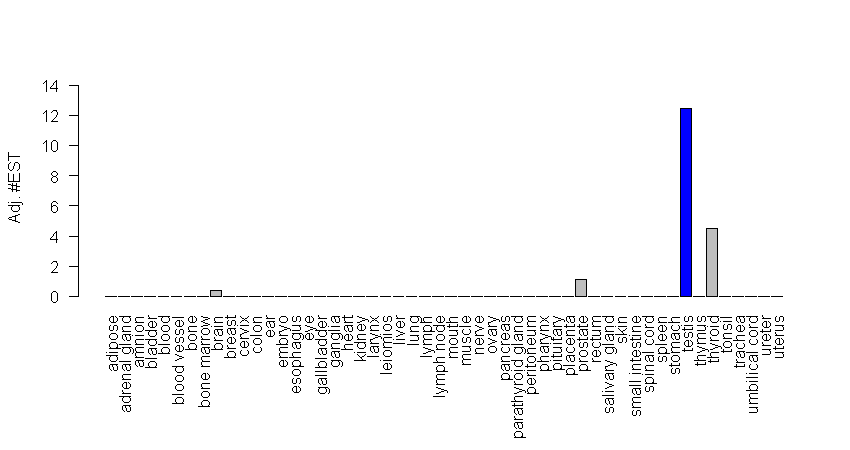 Adj. #EST
14
12
10
8
6
4
2
0
adipose
adrenal gland
amnion
bladder
blood
blood vessel
bone
bone marrow
brain
breast
cervix
colon
ear
embryo
esophagus
eye
gallbladder
ganglia
heart
kidney
larynx
leiomios
liver
lung
lymph
lymph node
mouth
muscle
nerve
ovary
pancreas
parathyroid gland
peritoneum
pharynx
pituitary
placenta
prostate
rectum
salivary gland
skin
small intestine
spinal cord
spleen
stomach
testis
thymus
thyroid
tonsil
trachea
umbilical cord
ureter
uterus